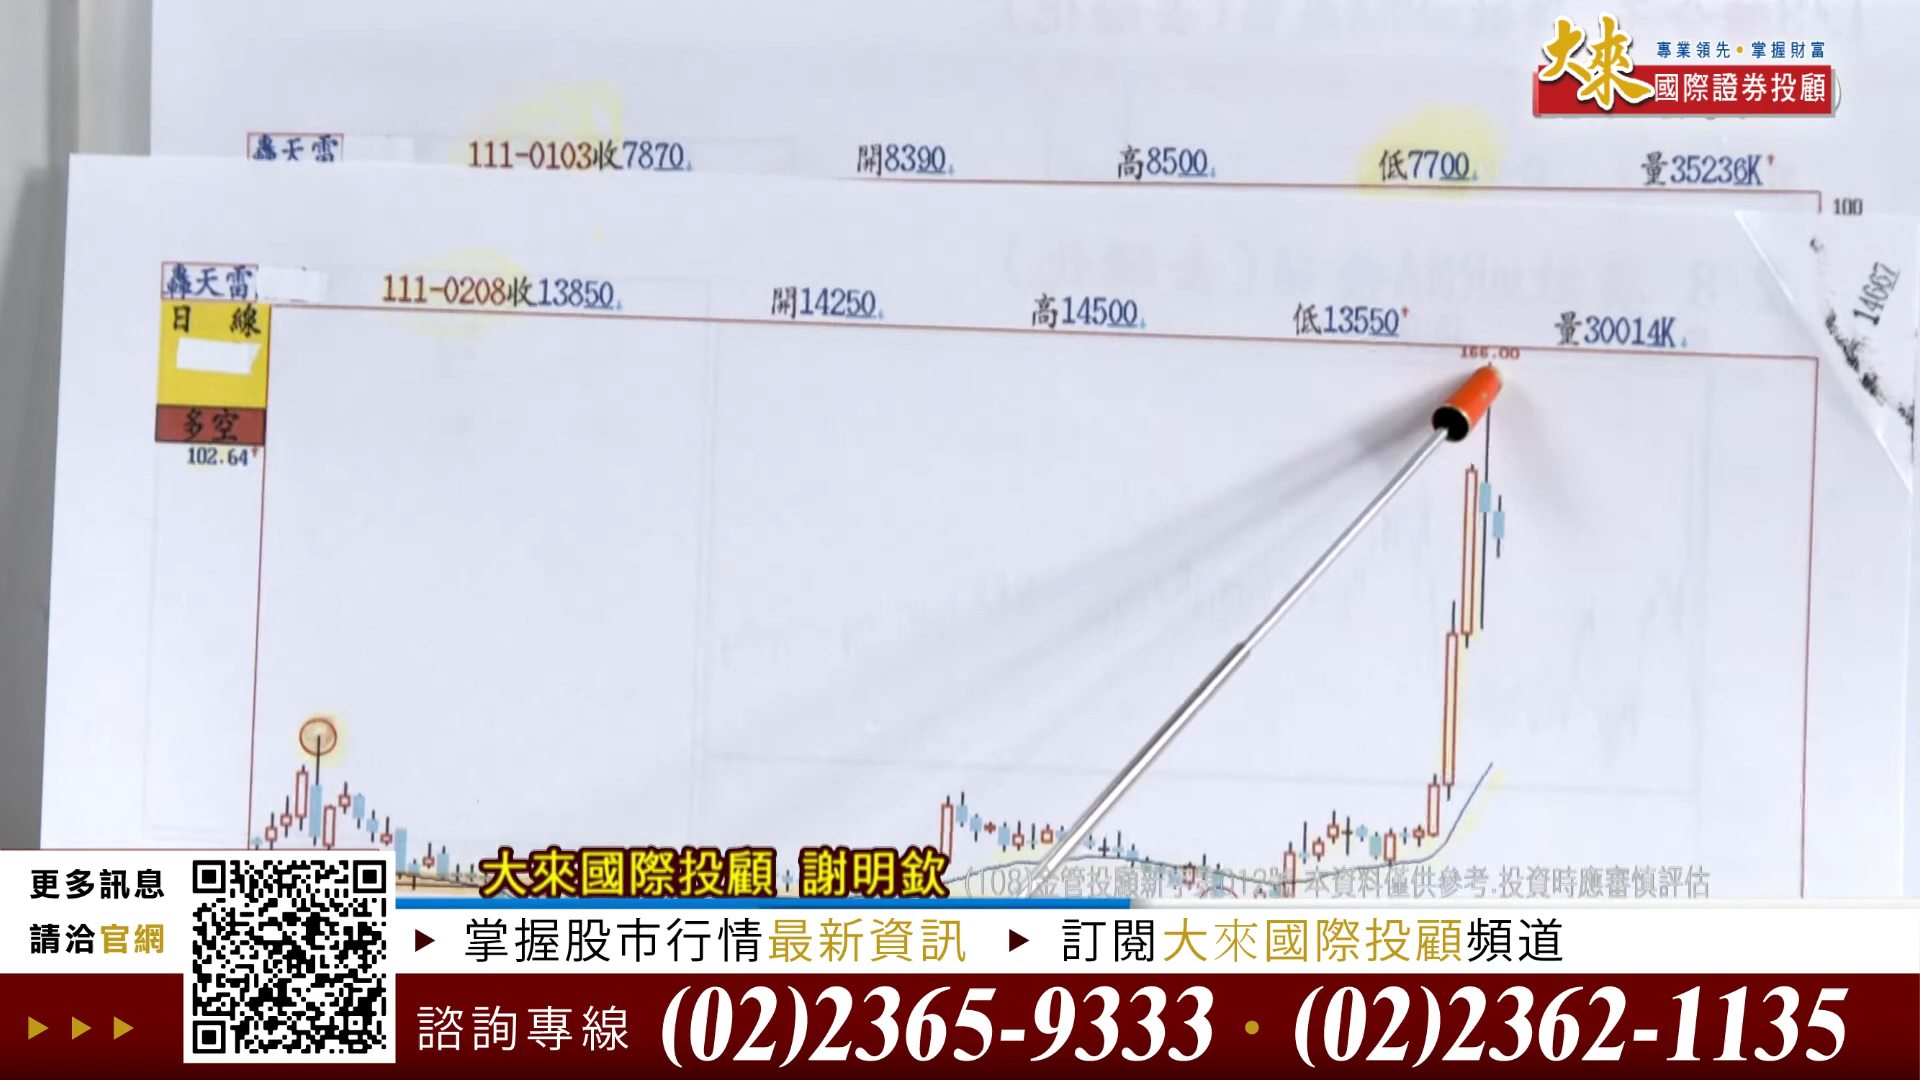 大來 專業領先•掌握財富
國際證券投顧
轟天雷 111-0103收7870 開8390 高8500 低7700 量35236K
100
轟天雷 111-0208收13850 開14250 高14500 低13550 量30014K
日 線
多空
102.64
166.00
14667
大來國際投顧 謝明欽
本資料僅供參考.投資時應審慎評估
更多訊息
請洽官網
掌握股市行情最新資訊 訂閱大來國際投顧頻道
諮詢專線 (02)2365-9333•(02)2362-1135